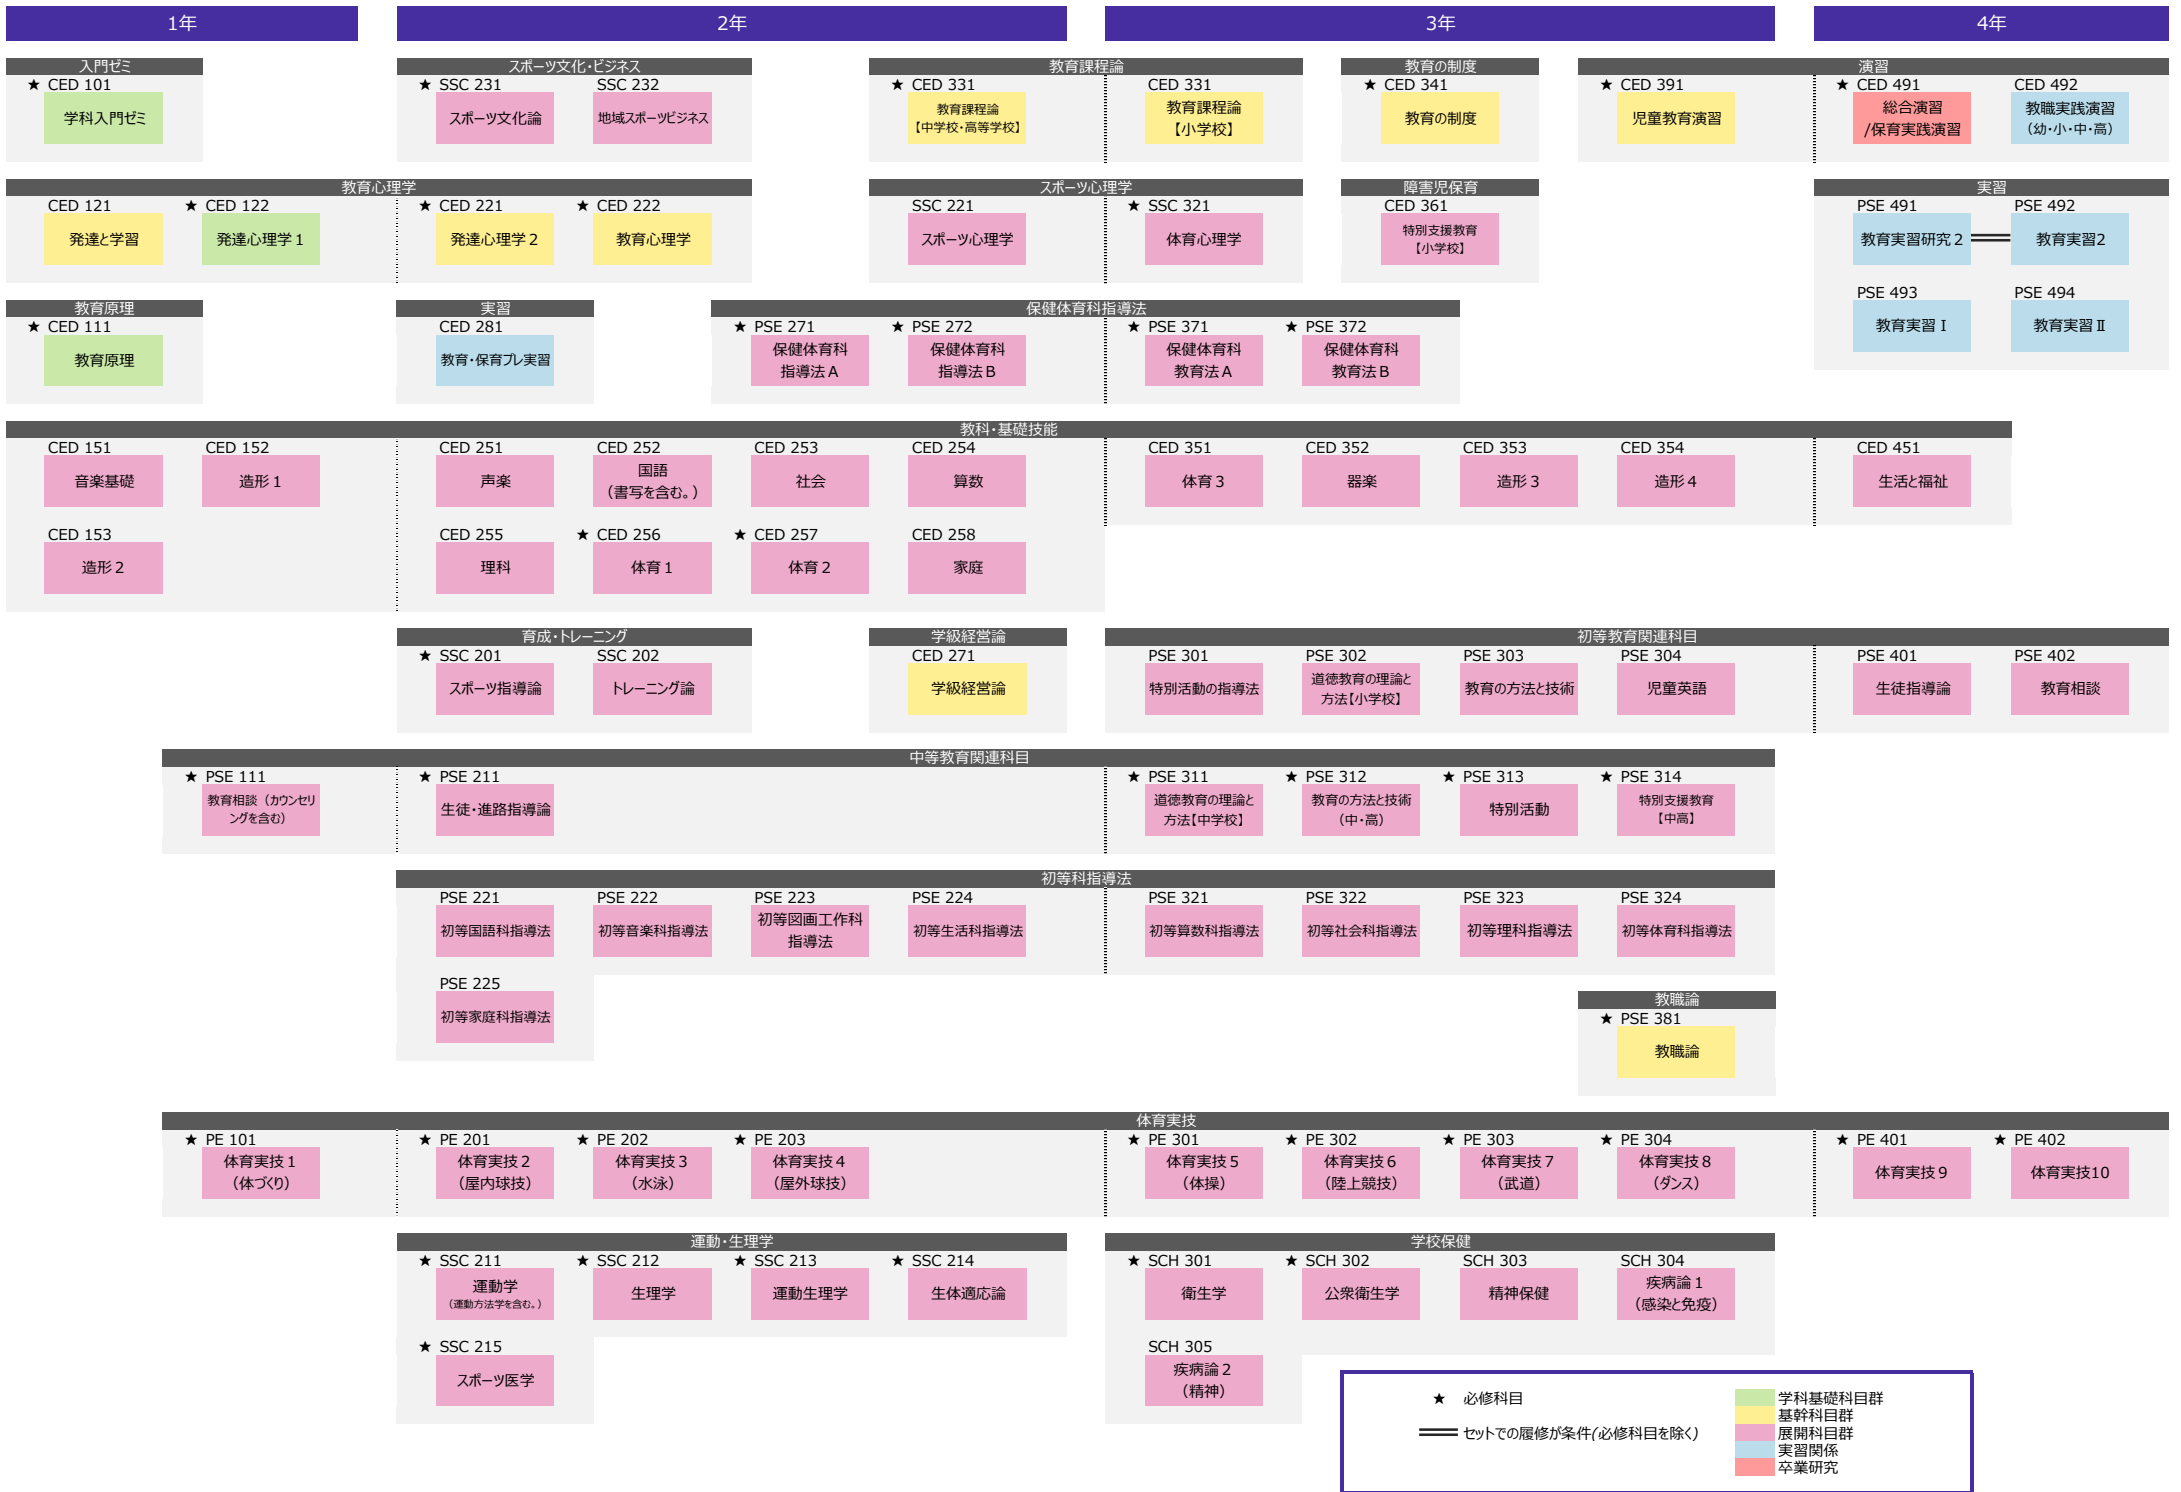 1年
2年
3年
4年
入門ゼミ
スポーツ文化・ビジネス
教育課程論
教育の制度
演習
★ CED 101
★ SSC 231
SSC 232
★ CED 331
CED 331
★ CED 341
★ CED 391
★ CED 491
CED 492
学科入門ゼミ
スポーツ文化論
地域スポーツビジネス
教育課程論
【中学校・高等学校】
教育課程論
【小学校】
教育の制度
児童教育演習
総合演習
/保育実践演習
教職実践演習
（幼・小・中・高）
教育心理学
スポーツ心理学
障害児保育
実習
CED 121
★ CED 122
★ CED 221
★ CED 222
SSC 221
★ SSC 321
CED 361
PSE 491
PSE 492
発達と学習
発達心理学１
発達心理学２
教育心理学
スポーツ心理学
体育心理学
特別支援教育
【小学校】
教育実習研究２
教育実習2
PSE 493
PSE 494
教育実習Ⅰ
教育実習Ⅱ
教育原理
実習
保健体育科指導法
★ CED 111
CED 281
★ PSE 271
★ PSE 272
★ PSE 371
★ PSE 372
教育原理
教育・保育プレ実習
保健体育科
指導法Ａ
保健体育科
指導法Ｂ
保健体育科
教育法Ａ
保健体育科
教育法Ｂ
教科・基礎技能
CED 151
CED 152
CED 251
CED 252
CED 253
CED 254
CED 351
CED 352
CED 353
CED 354
CED 451
音楽基礎
造形１
声楽
国語
（書写を含む。）
社会
算数
体育３
器楽
造形３
造形４
生活と福祉
CED 153
CED 255
★ CED 256
★ CED 257
CED 258
造形２
理科
体育１
体育２
家庭
育成・トレーニング
学級経営論
初等教育関連科目
★ SSC 201
SSC 202
CED 271
PSE 301
PSE 302
PSE 303
PSE 304
PSE 401
PSE 402
スポーツ指導論
トレーニング論
学級経営論
特別活動の指導法
道徳教育の理論と
方法【小学校】
教育の方法と技術
児童英語
生徒指導論
教育相談
中等教育関連科目
★ PSE 111
★ PSE 211
★ PSE 311
★ PSE 312
★ PSE 313
★ PSE 314
教育相談（カウンセリ
ングを含む）
生徒・進路指導論
道徳教育の理論と
方法【中学校】
教育の方法と技術
（中・高）
特別活動
特別支援教育
【中高】
初等科指導法
PSE 221
PSE 222
PSE 223
PSE 224
PSE 321
PSE 322
PSE 323
PSE 324
初等国語科指導法
初等音楽科指導法
初等図画工作科
指導法
初等生活科指導法
初等算数科指導法
初等社会科指導法
初等理科指導法
初等体育科指導法
PSE 225
初等家庭科指導法
教職論
★ PSE 381
教職論
体育実技
★ PE 101
★ PE 201
★ PE 202
★ PE 203
★ PE 301
★ PE 302
★ PE 303
★ PE 304
★ PE 401
★ PE 402
体育実技１
（体づくり）
体育実技２
（屋内球技）
体育実技３
（水泳）
体育実技４
（屋外球技）
体育実技５
（体操）
体育実技６
（陸上競技）
体育実技７
（武道）
体育実技８
（ダンス）
体育実技９
体育実技10
運動・生理学
学校保健
★ SSC 211
★ SSC 212
★ SSC 213
★ SSC 214
★ SCH 301
★ SCH 302
SCH 303
SCH 304
運動学
（運動方法学を含む。）
生理学
運動生理学
生体適応論
衛生学
公衆衛生学
精神保健
疾病論１
（感染と免疫）
★ SSC 215
SCH 305
スポーツ医学
疾病論２
（精神）
★ 必修科目
セットでの履修が条件(必修科目を除く)
学科基礎科目群
基幹科目群
展開科目群
実習関係
卒業研究